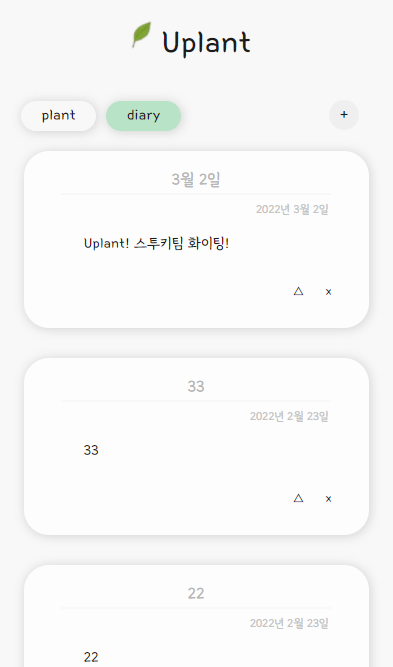 Uplant
plant
diary
+
3월 2일
2022년 3월 2일
Uplant! 스투키팀 화이팅!
△ x
33
2022년 2월 23일
33
△ x
22
2022년 2월 23일
22